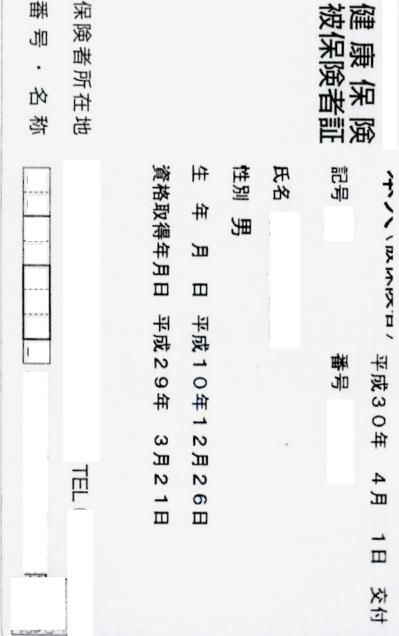 健康保険
被保険者証
本人(被保険者)
平成30年 4月 1日 交付
記号 番号
氏名
性別 男
生年月日 平成10年12月26日
資格取得年月日 平成29年 3月21日
保険者所在地
TEL(
番号・名称